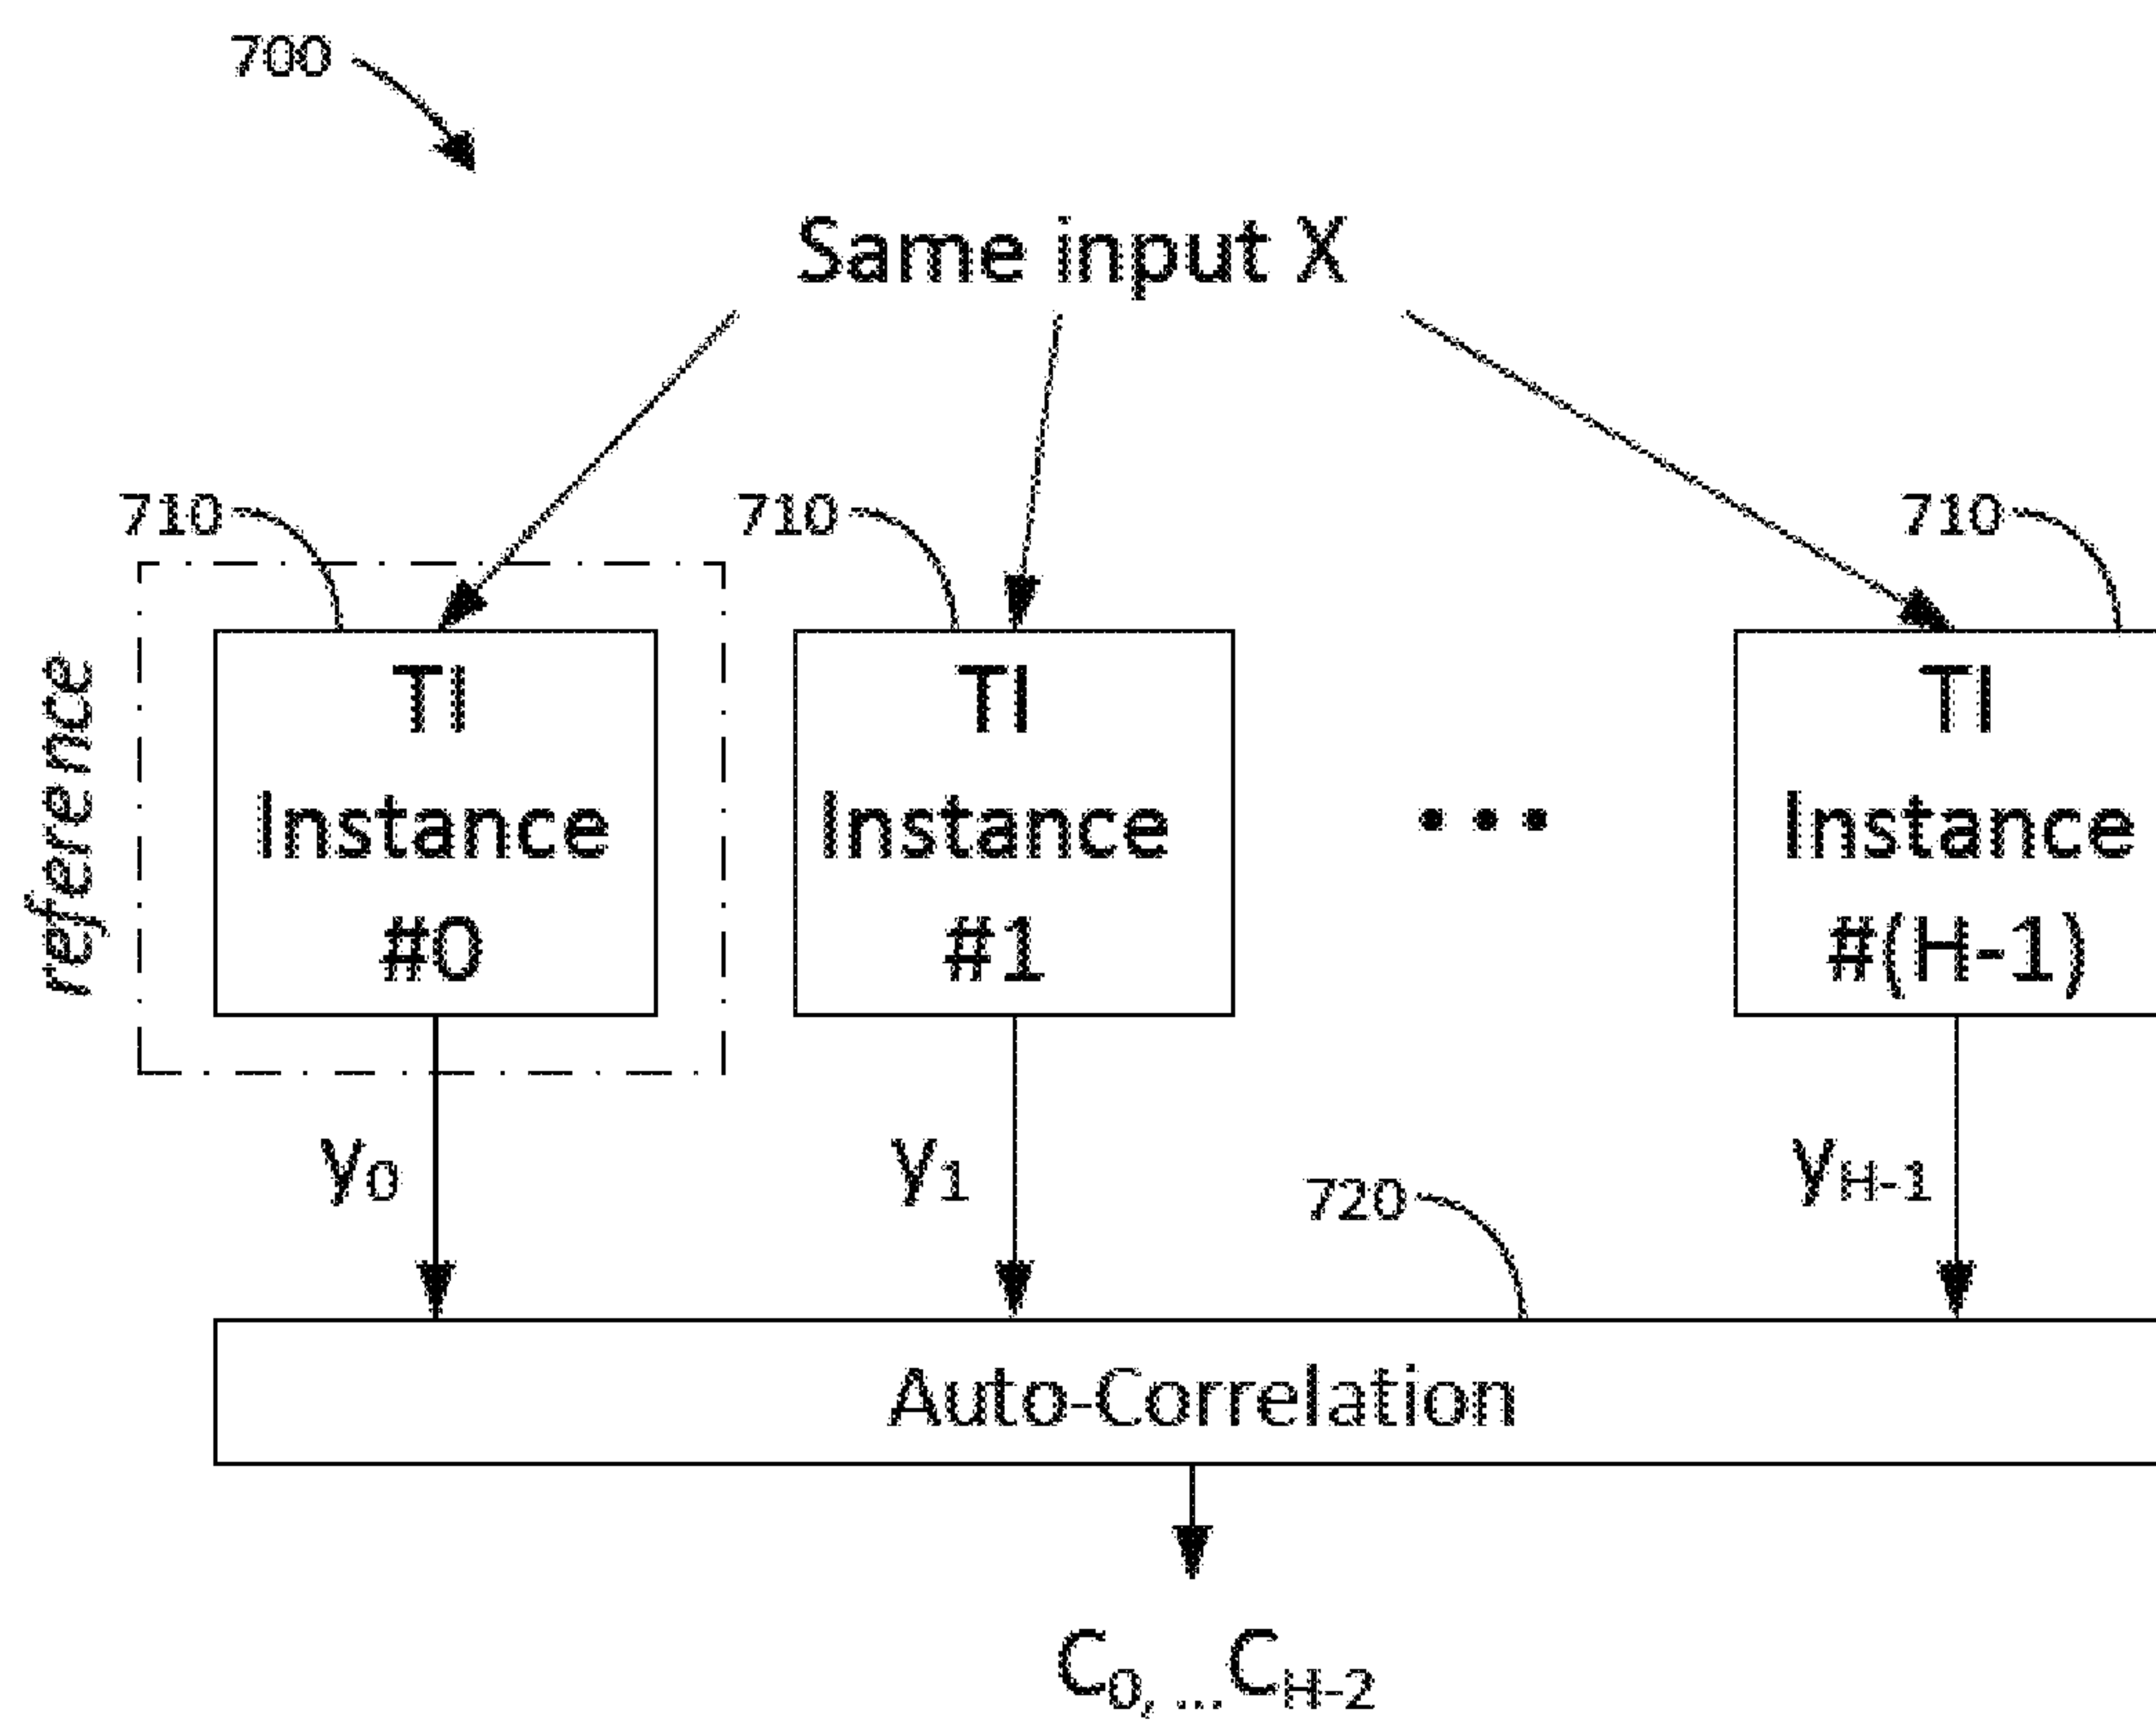 700
Same input X
710
710
710
reference
TI
Instance
#0
TI
Instance
#1
...
TI
Instance
#(H-1)
y0
y1
720
yH-1
Auto-Correlation
C0, ...CH-2